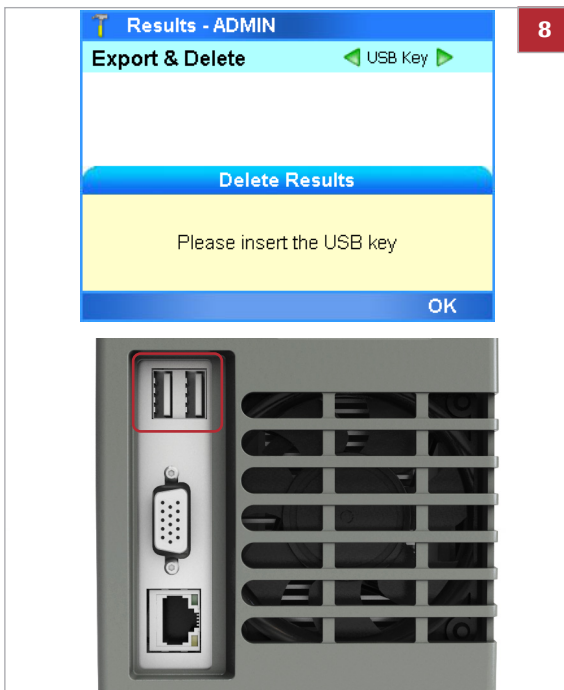 Results - ADMIN
8
Export & Delete
USB Key
Delete Results
Please insert the USB key
OK